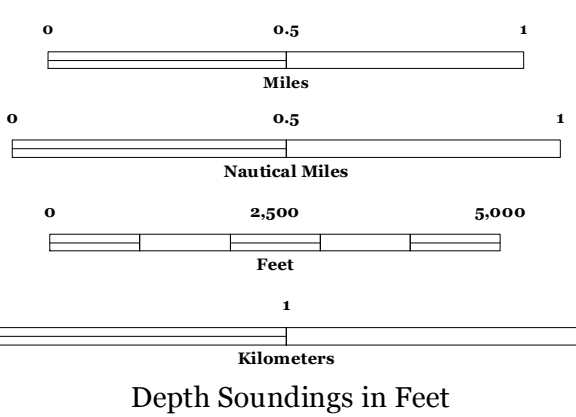 0 0.5 1
Miles
0 0.5 1
Nautical Miles
0 2,500 5,000
Feet
1
Kilometers
Depth Soundings in Feet